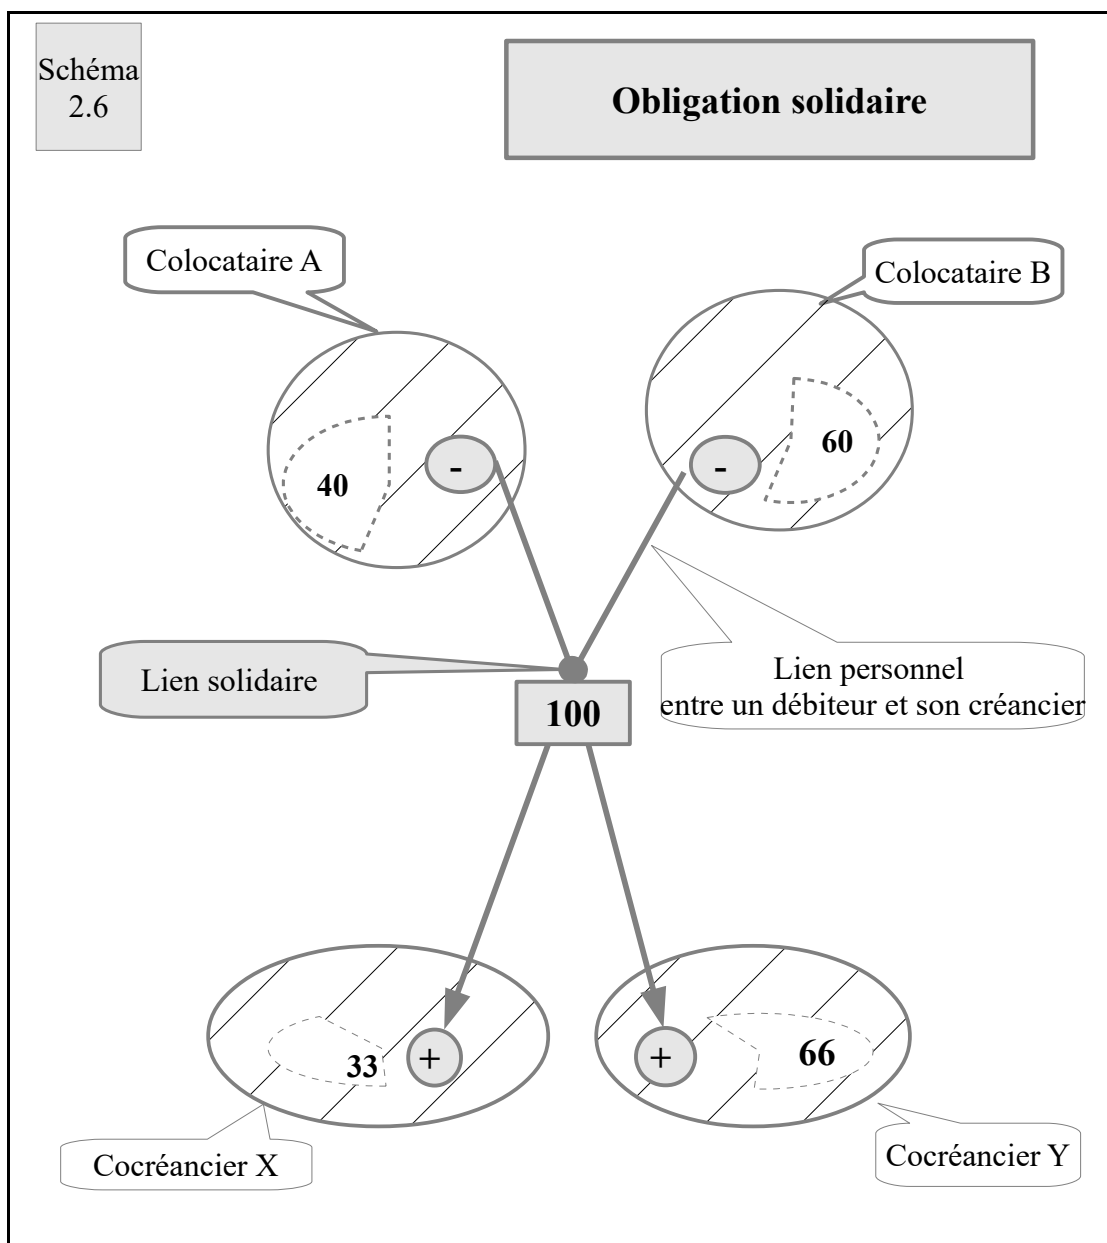 Schéma
2.6
Obligation solidaire
Colocataire A
Colocataire B
40
-
-
60
Lien solidaire
100
Lien personnel
entre un débiteur et son créancier
33
+
+
66
Cocréancier X
Cocréancier Y